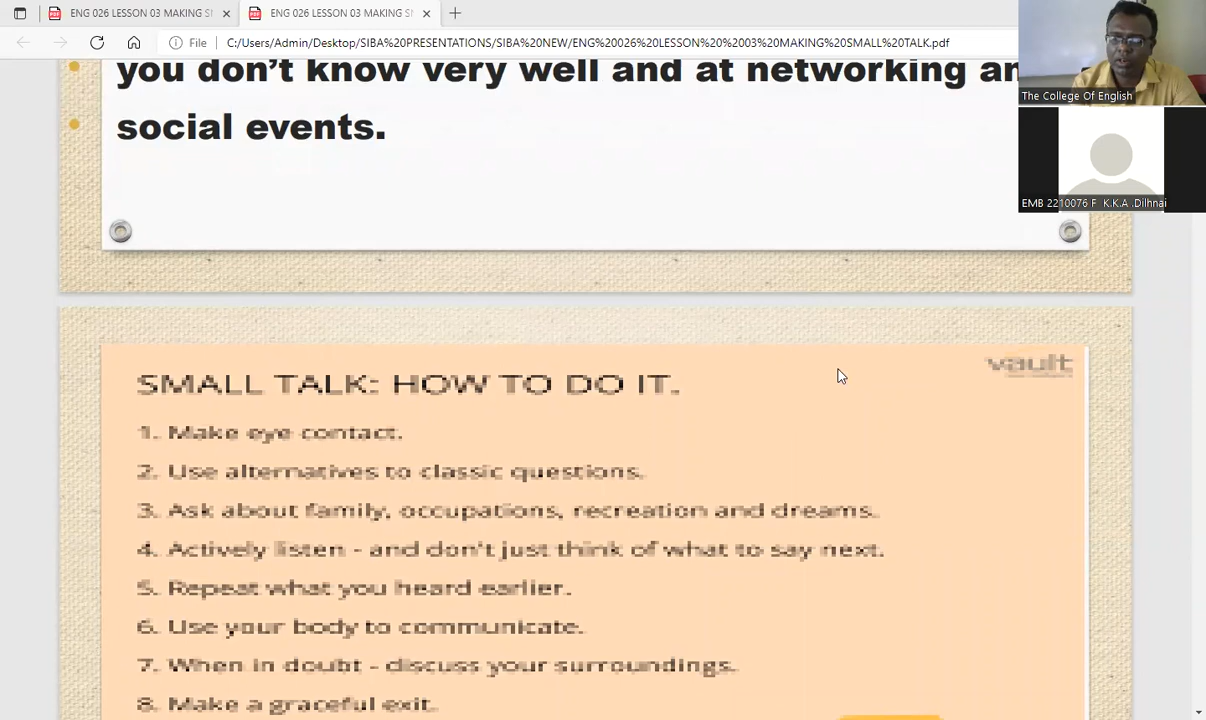 ENG 026 LESSON 03 MAKING S
ENG 026 LESSON 03 MAKING S
File
C:/Users/Admin/Desktop/SIBA%20PRESENTATIONS/SIBA%20NEW/ENG%20026%20LESSON%20%2003%20MAKING%20SMALL%20TALK.pdf
The College Of English
EMB 2210076 F K.K.A .Dilhnai
you don't know very well and at networking an
social events.
vault
SMALL TALK: HOW TO DO IT.
1. Make eye contact.
2. Use alternatives to classic questions.
3. Ask about family, occupations, recreation and dreams.
4. Actively listen - and don't just think of what to say next.
5. Repeat what you heard earlier.
6. Use your body to communicate.
7. When in doubt - discuss your surroundings.
8. Make a graceful exit.